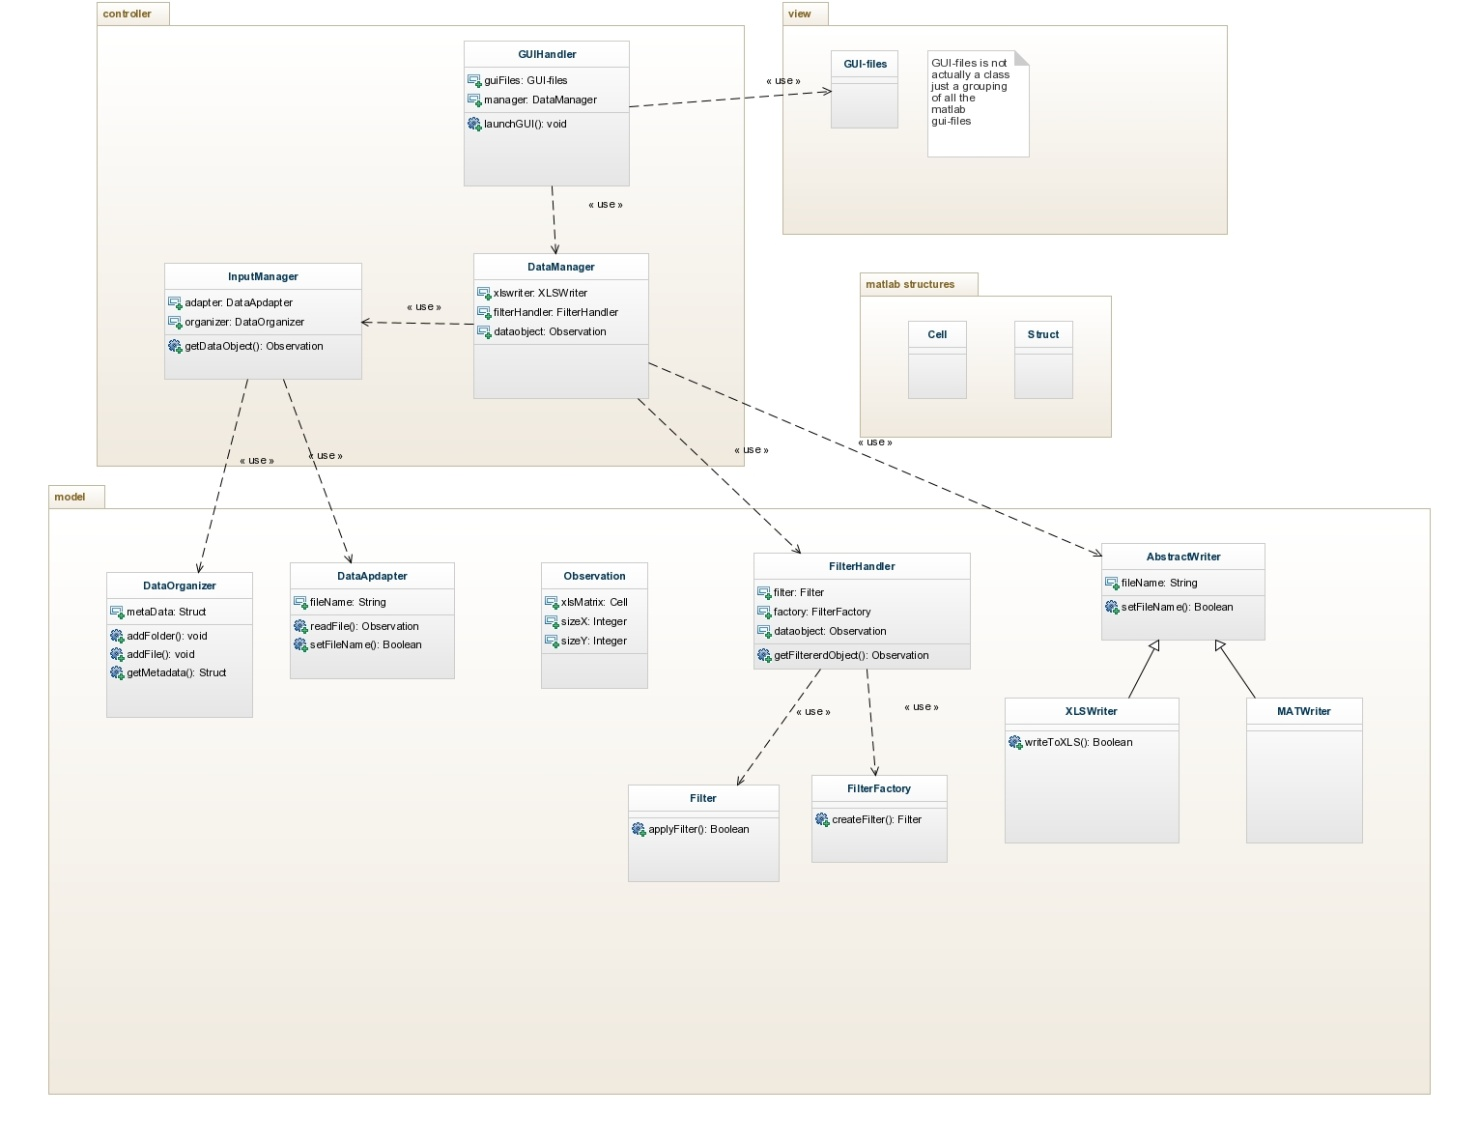 controller
GUIHandler
guiFiles: GUI-files
manager: DataManager
launchGUI(): void
« use »
« use »
view
GUI-files
GUI-files is not
actually a class
just a grouping
of all the
matlab
gui-files
InputManager
adapter: DataApdapter
organizer: DataOrganizer
getDataObject(): Observation
« use »
DataManager
xlswriter: XLSWriter
filterHandler: FilterHandler
dataobject: Observation
matlab structures
Cell
Struct
« use »
« use »
« use »
« use »
model
DataOrganizer
metaData: Struct
addFolder(): void
addFile(): void
getMetadata(): Struct
DataApdapter
fileName: String
readFile(): Observation
setFileName(): Boolean
Observation
xlsMatrix: Cell
sizeX: Integer
sizeY: Integer
FilterHandler
filter: Filter
factory: FilterFactory
dataobject: Observation
getFiltererdObject(): Observation
AbstractWriter
fileName: String
setFileName(): Boolean
« use »
« use »
XLSWriter
writeToXLS(): Boolean
MATWriter
Filter
applyFilter(): Boolean
FilterFactory
createFilter(): Filter